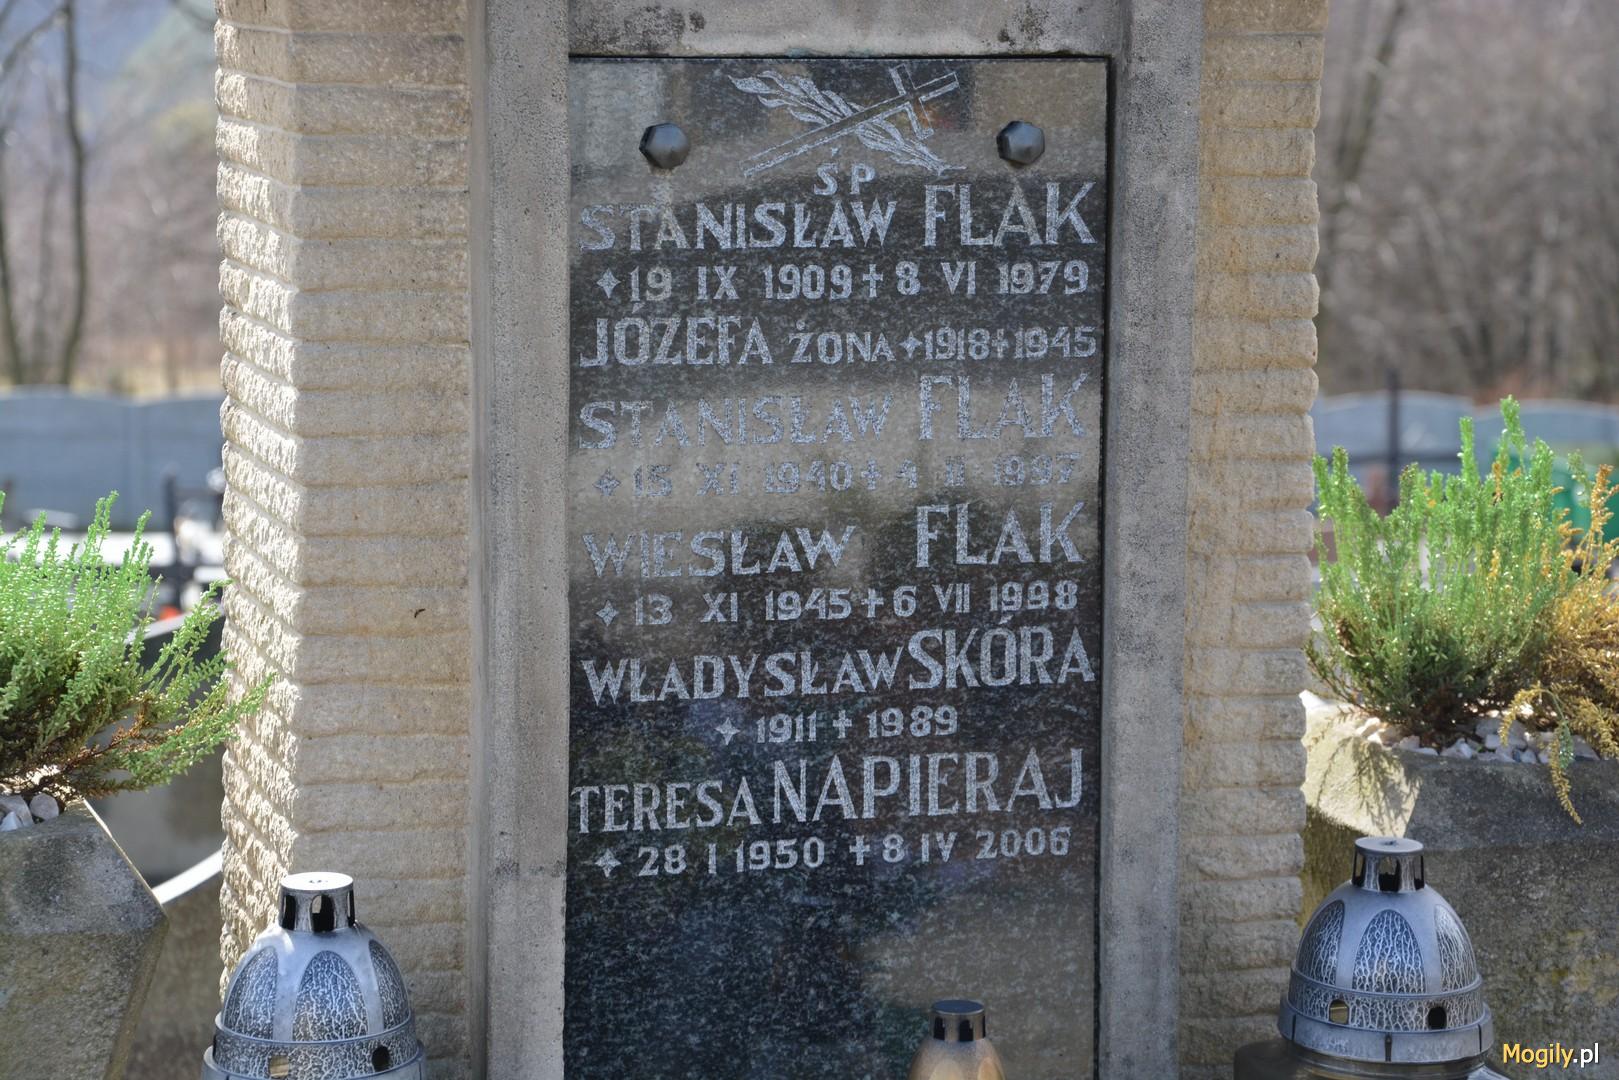 ŚP
STANISŁAW FLAK
✦ 19 IX 1909 ✝ 8 VI 1979
JÓZEFA ŻONA ✦ 1918 ✝ 1945
STANISŁAW FLAK
✦ 15 XI 1940 ✝ 4 II 1997
WIESŁAW FLAK
✦ 13 XI 1945 ✝ 6 VII 1998
WŁADYSŁAW SKÓRA
✦ 1911 ✝ 1989
TERESA NAPIERAJ
✦ 28 I 1950 ✝ 8 IV 2006
Mogily.pl